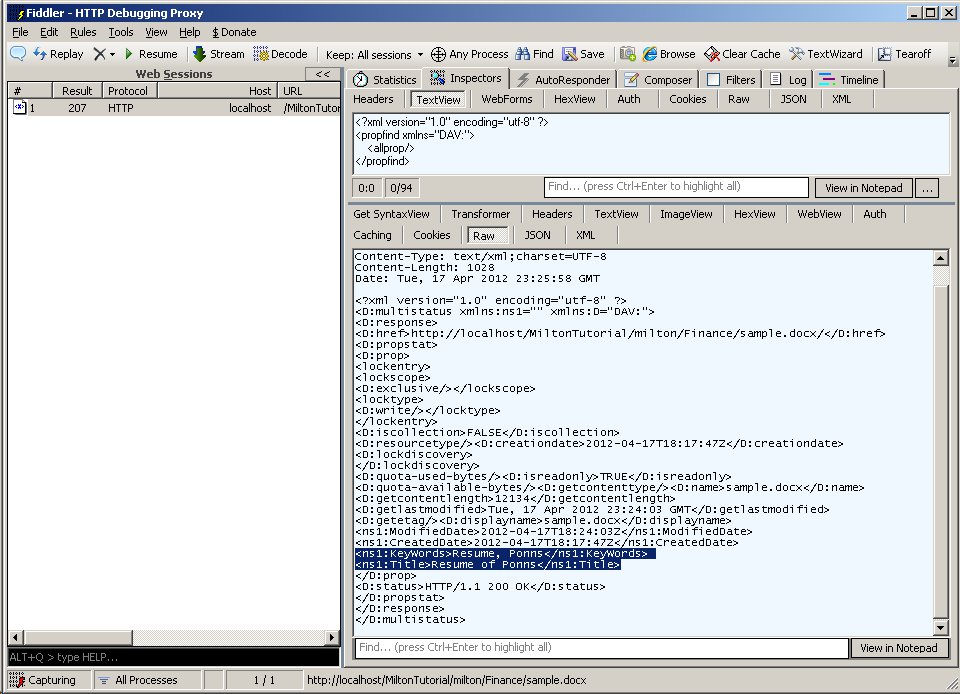 Fiddler - HTTP Debugging Proxy
File Edit Rules Tools View Help $ Donate
Replay Resume Stream Decode Keep: All sessions Any Process Find Save Browse Clear Cache TextWizard Tearoff
Web Sessions <<
# Result Protocol Host URL
1 207 HTTP localhost /MiltonTutor
Statistics Inspectors AutoResponder Composer Filters Log Timeline
Headers TextView WebForms HexView Auth Cookies Raw JSON XML
<?xml version="1.0" encoding="utf-8" ?>
<propfind xmlns="DAV:">
<allprop/>
</propfind>
0:0 0/94 Find... (press Ctrl+Enter to highlight all) View in Notepad ...
Get SyntaxView Transformer Headers TextView ImageView HexView WebView Auth
Caching Cookies Raw JSON XML
Content-Type: text/xml;charset=UTF-8
Content-Length: 1028
Date: Tue, 17 Apr 2012 23:25:58 GMT
<?xml version="1.0" encoding="utf-8" ?>
<D:multistatus xmlns:ns1="" xmlns:D="DAV:">
<D:response>
<D:href>http://localhost/MiltonTutorial/milton/Finance/sample.docx/</D:href>
<D:propstat>
<D:prop>
<lockentry>
<lockscope>
<D:exclusive/></lockscope>
<locktype>
<D:write/></locktype>
</lockentry>
<D:iscollection>FALSE</D:iscollection>
<D:resourcetype/><D:creationdate>2012-04-17T18:17:47Z</D:creationdate>
<D:lockdiscovery>
</D:lockdiscovery>
<D:quota-used-bytes/><D:isreadonly>TRUE</D:isreadonly>
<D:quota-available-bytes/><D:getcontenttype/><D:name>sample.docx</D:name>
<D:getcontentlength>12134</D:getcontentlength>
<D:getlastmodified>Tue, 17 Apr 2012 23:24:03 GMT</D:getlastmodified>
<D:getetag/><D:displayname>sample.docx</D:displayname>
<ns1:ModifiedDate>2012-04-17T18:24:03Z</ns1:ModifiedDate>
<ns1:CreatedDate>2012-04-17T18:17:47Z</ns1:CreatedDate>
<ns1:KeyWords>Resume, Ponns</ns1:KeyWords>
<ns1:Title>Resume of Ponns</ns1:Title>
</D:prop>
<D:status>HTTP/1.1 200 OK</D:status>
</D:propstat>
</D:response>
</D:multistatus>
Find... (press Ctrl+Enter to highlight all) View in Notepad
ALT+Q > type HELP...
Capturing All Processes 1 / 1 http://localhost/MiltonTutorial/milton/Finance/sample.docx